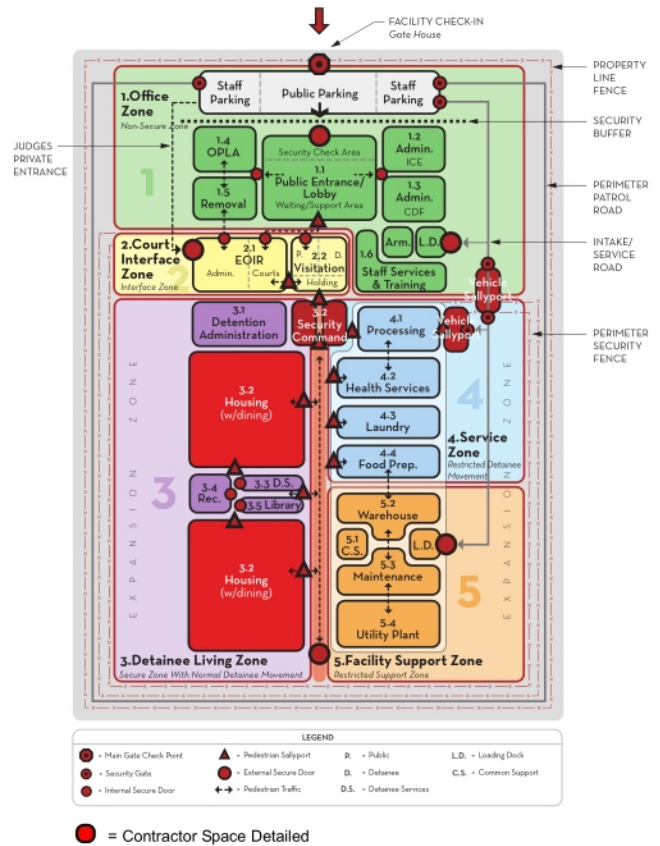 FACILITY CHECK-IN
Gate House
PROPERTY
LINE
FENCE
1.Office
Zone
Non-Secure Zone
Staff
Parking
Public Parking
Staff
Parking
SECURITY
BUFFER
JUDGES
PRIVATE
ENTRANCE
1
1.4
OPLA
Security Check Area
1.2
Admin.
ICE
1.1
Public Entrance/
Lobby
Waiting/Support Area
1.5
Removal
1.3
Admin.
CDF
PERIMETER
PATROL
ROAD
2.Court
Interface
Zone
Interface Zone
2
2.1
EOIR
Admin.
Courts
P.
D.
2.2
Visitation
Holding
1.6
Arm.
L.D.
Staff Services
& Training
INTAKE/
SERVICE
ROAD
Vehicle
Sallyport
3.1
Detention
Administration
3.2
Security
Command
4.1
Processing
Vehicle
Sallyport
PERIMETER
SECURITY
FENCE
3.2
Housing
(w/dining)
4.2
Health Services
4
4.3
Laundry
4.Service
Zone
Restricted Detainee
Movement
4.4
Food Prep.
EXPANSION ZONE
3
3.4
Rec.
3.3 D.S.
3.5 Library
5.2
Warehouse
5.1
C.S.
L.D.
EXPANSION ZONE
3.2
Housing
(w/dining)
5.3
Maintenance
5
5.4
Utility Plant
3.Detainee Living Zone
Secure Zone With Normal Detainee Movement
5.Facility Support Zone
Restricted Support Zone
LEGEND
= Main Gate Check Point
= Pedestrian Sallyport
P. = Public
L.D. = Loading Dock
= Security Gate
= External Secure Door
D. = Detainee
C.S. = Common Support
= Internal Secure Door
= Pedestrian Traffic
D.S. = Detainee Services
= Contractor Space Detailed